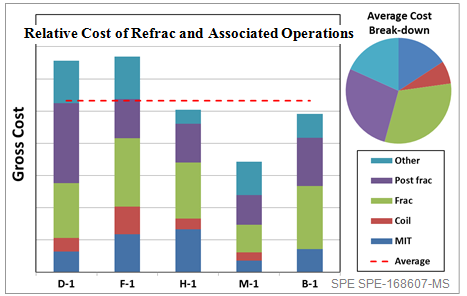 Relative Cost of Refrac and Associated Operations
Average Cost
Break-down
Gross Cost
D-1
F-1
H-1
M-1
B-1
Other
Post frac
Frac
Coil
MIT
Average
SPE SPE-168607-MS